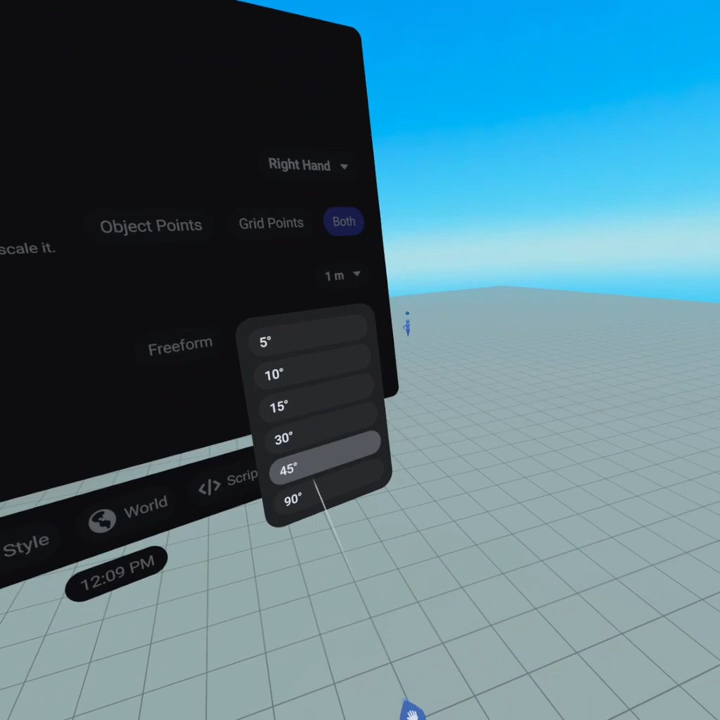 Right Hand
scale it.
Object Points
Grid Points
Both
1 m
Freeform
5°
10°
15°
30°
45°
90°
Style
World
</> Scrip
12:09 PM